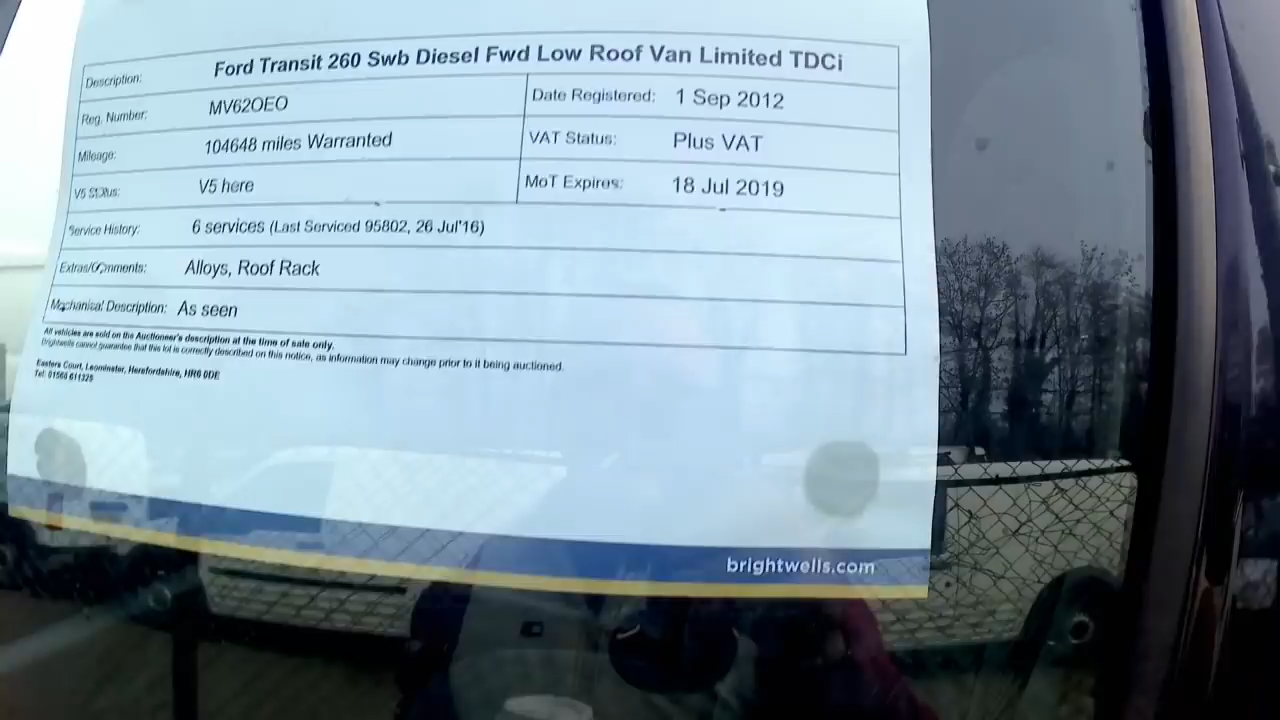 Description: Ford Transit 260 Swb Diesel Fwd Low Roof Van Limited TDCi
Reg. Number: MV62OEO Date Registered: 1 Sep 2012
Mileage: 104648 miles Warranted VAT Status: Plus VAT
V5 Status: V5 here MoT Expires: 18 Jul 2019
Service History: 6 services (Last Serviced 95802, 26 Jul'16)
Extras/Comments: Alloys, Roof Rack
Mechanical Description: As seen
All vehicles are sold on the Auctioneer's description at the time of sale only.
Brightwells cannot guarantee that this lot is correctly described on this notice, as information may change prior to it being auctioned.
Easters Court, Leominster, Herefordshire, HR6 0DE
Tel: 01568 611325
brightwells.com